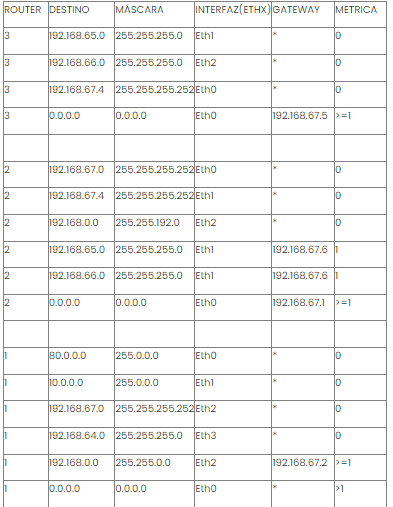 ROUTER DESTINO MÁSCARA INTERFAZ(ETHX) GATEWAY METRICA
3 192.168.65.0 255.255.255.0 Eth1 * 0
3 192.168.66.0 255.255.255.0 Eth2 * 0
3 192.168.67.4 255.255.255.252 Eth0 * 0
3 0.0.0.0 0.0.0.0 Eth0 192.168.67.5 >=1
2 192.168.67.0 255.255.255.252 Eth0 * 0
2 192.168.67.4 255.255.255.252 Eth1 * 0
2 192.168.0.0 255.255.192.0 Eth2 * 0
2 192.168.65.0 255.255.255.0 Eth1 192.168.67.6 1
2 192.168.66.0 255.255.255.0 Eth1 192.168.67.6 1
2 0.0.0.0 0.0.0.0 Eth0 192.168.67.1 >=1
1 80.0.0.0 255.0.0.0 Eth0 * 0
1 10.0.0.0 255.0.0.0 Eth1 * 0
1 192.168.67.0 255.255.255.252 Eth2 * 0
1 192.168.64.0 255.255.255.0 Eth3 * 0
1 192.168.0.0 255.255.0.0 Eth2 192.168.67.2 >=1
1 0.0.0.0 0.0.0.0 Eth0 * >1